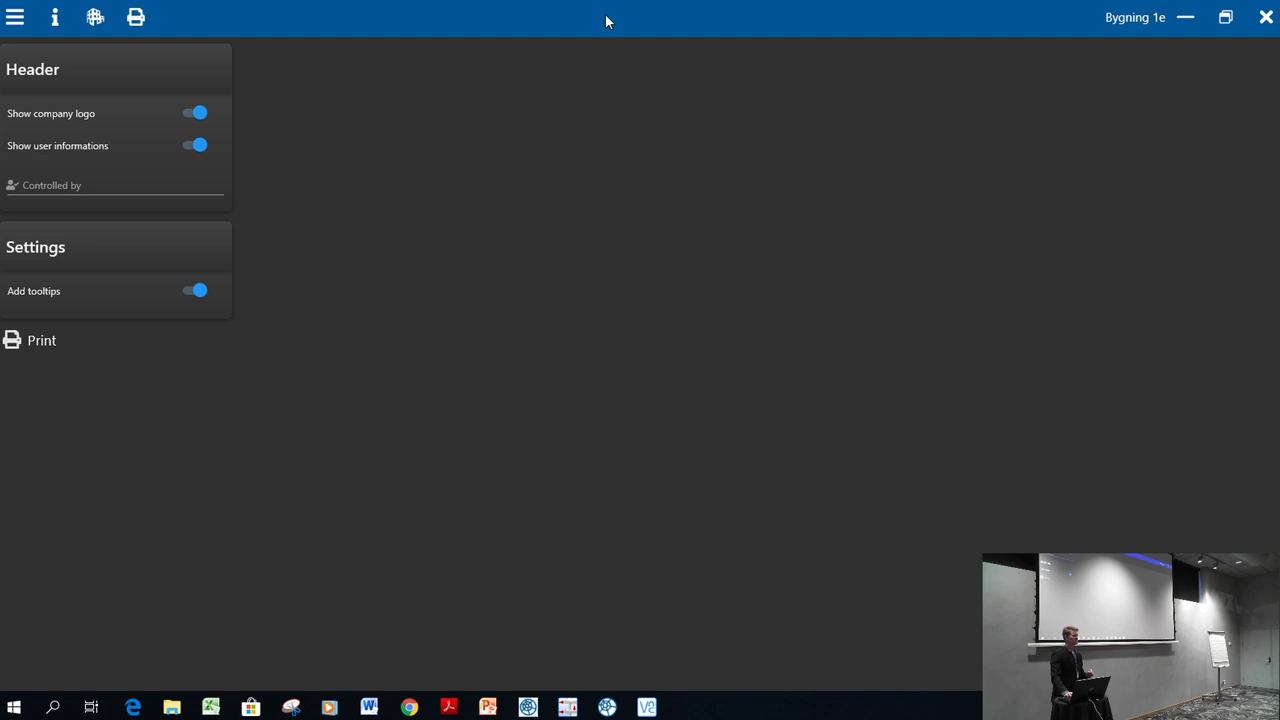 Bygning 1e
Header
Show company logo
Show user informations
Controlled by
Settings
Add tooltips
Print